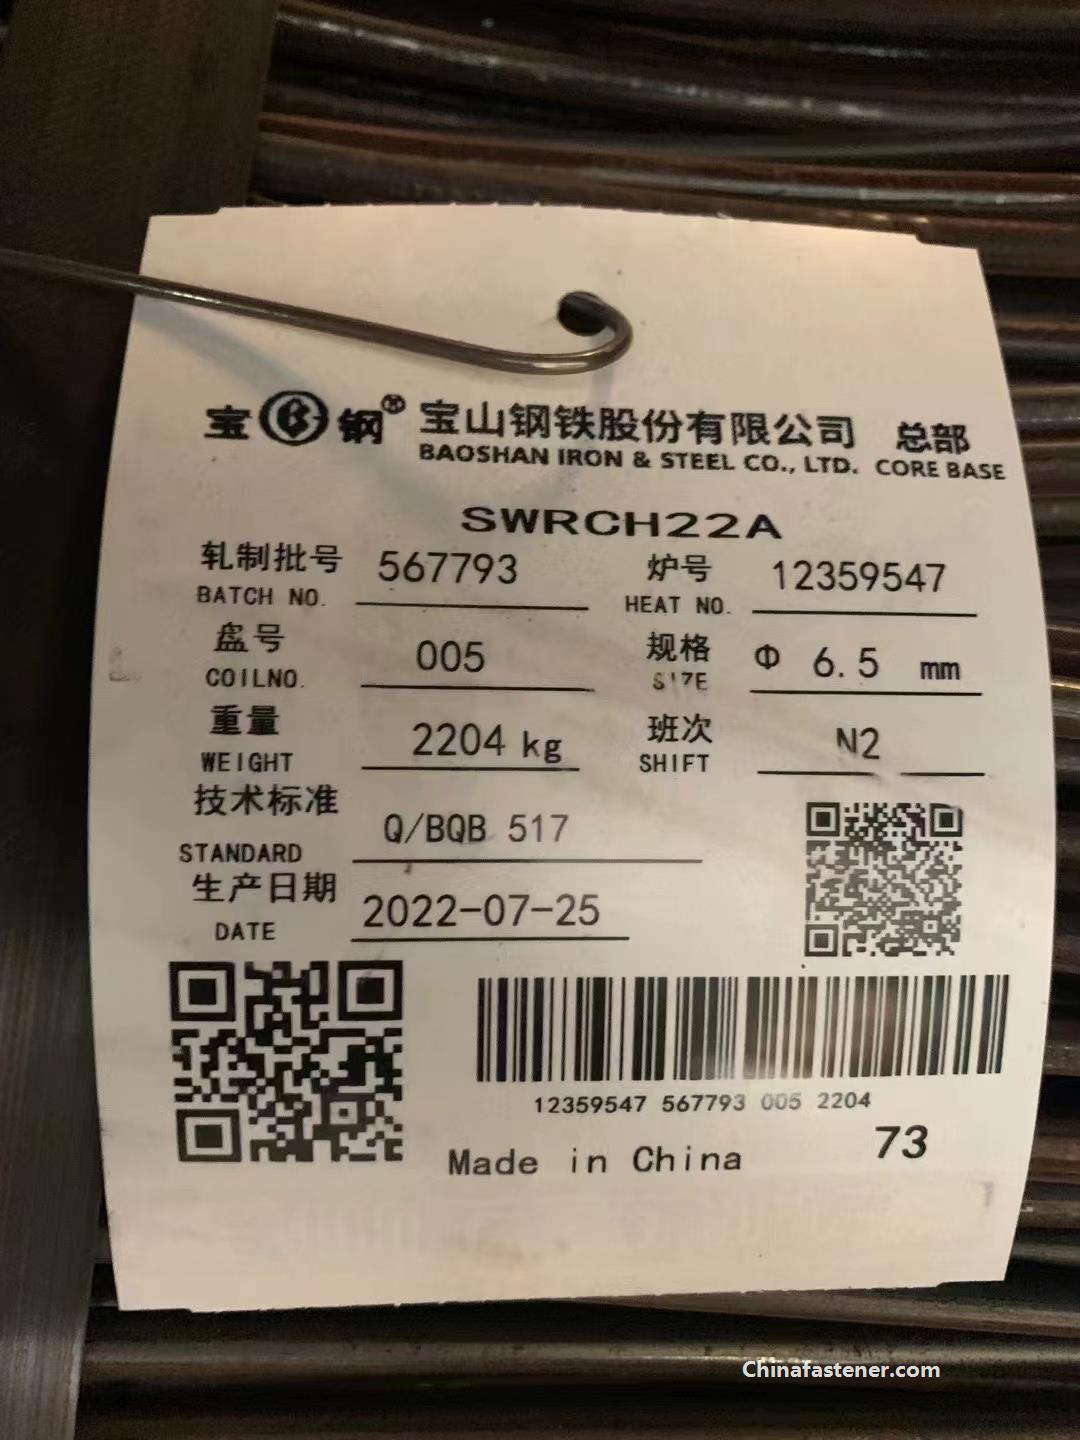 宝 B 钢® 宝山钢铁股份有限公司 总部
BAOSHAN IRON & STEEL CO., LTD. CORE BASE
SWRCH22A
轧制批号 567793 炉号 12359547
BATCH NO. HEAT NO.
盘号 005 规格 Φ 6.5 mm
COILNO. SIZE
重量 2204 kg 班次 N2
WEIGHT SHIFT
技术标准 Q/BQB 517
STANDARD
生产日期 2022-07-25
DATE
12359547 567793 005 2204
73
Made in China
Chinafastener.com